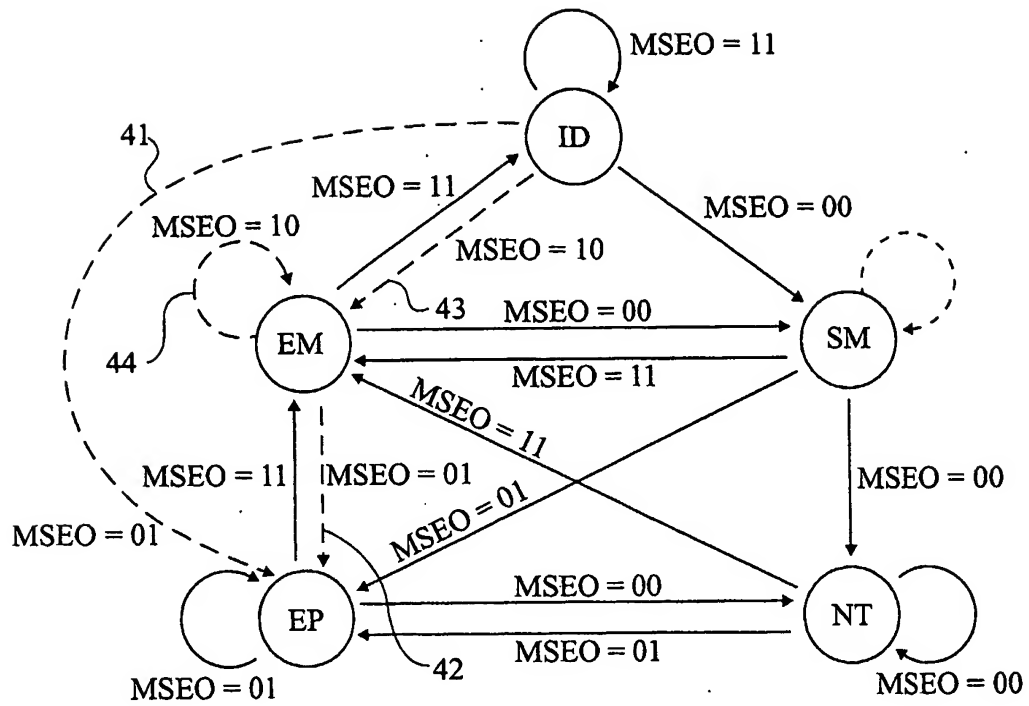 MSEO = 11
ID
41
MSEO = 11
MSEO = 00
MSEO = 10
MSEO = 10
43
MSEO = 00
EM
SM
44
MSEO = 11
MSEO = 11
MSEO = 11
MSEO = 01
MSEO = 00
MSEO = 01
MSEO = 01
MSEO = 00
EP
NT
MSEO = 01
42
MSEO = 01
MSEO = 00